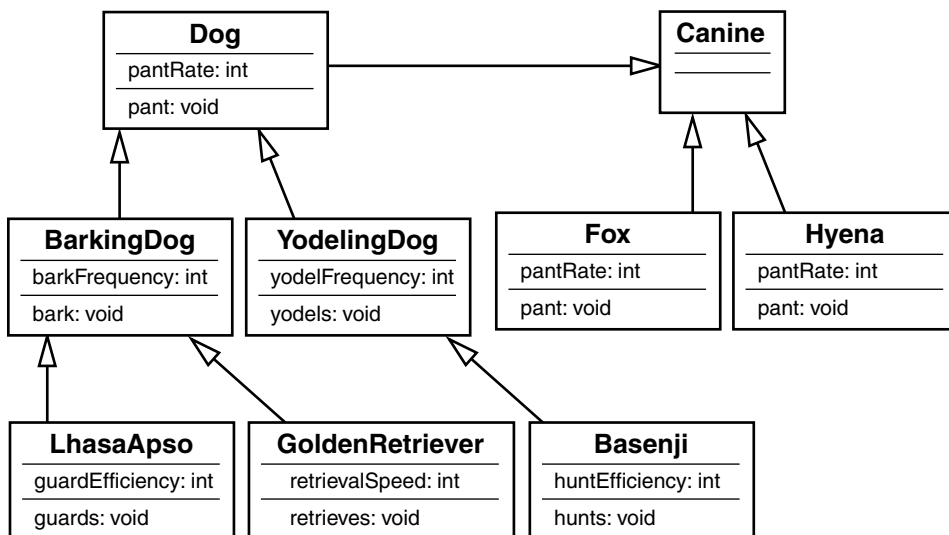 Dog
pantRate: int
pant: void
Canine
BarkingDog
barkFrequency: int
bark: void
YodelingDog
yodelFrequency: int
yodels: void
Fox
pantRate: int
pant: void
Hyena
pantRate: int
pant: void
LhasaApso
guardEfficiency: int
guards: void
GoldenRetriever
retrievalSpeed: int
retrieves: void
Basenji
huntEfficiency: int
hunts: void